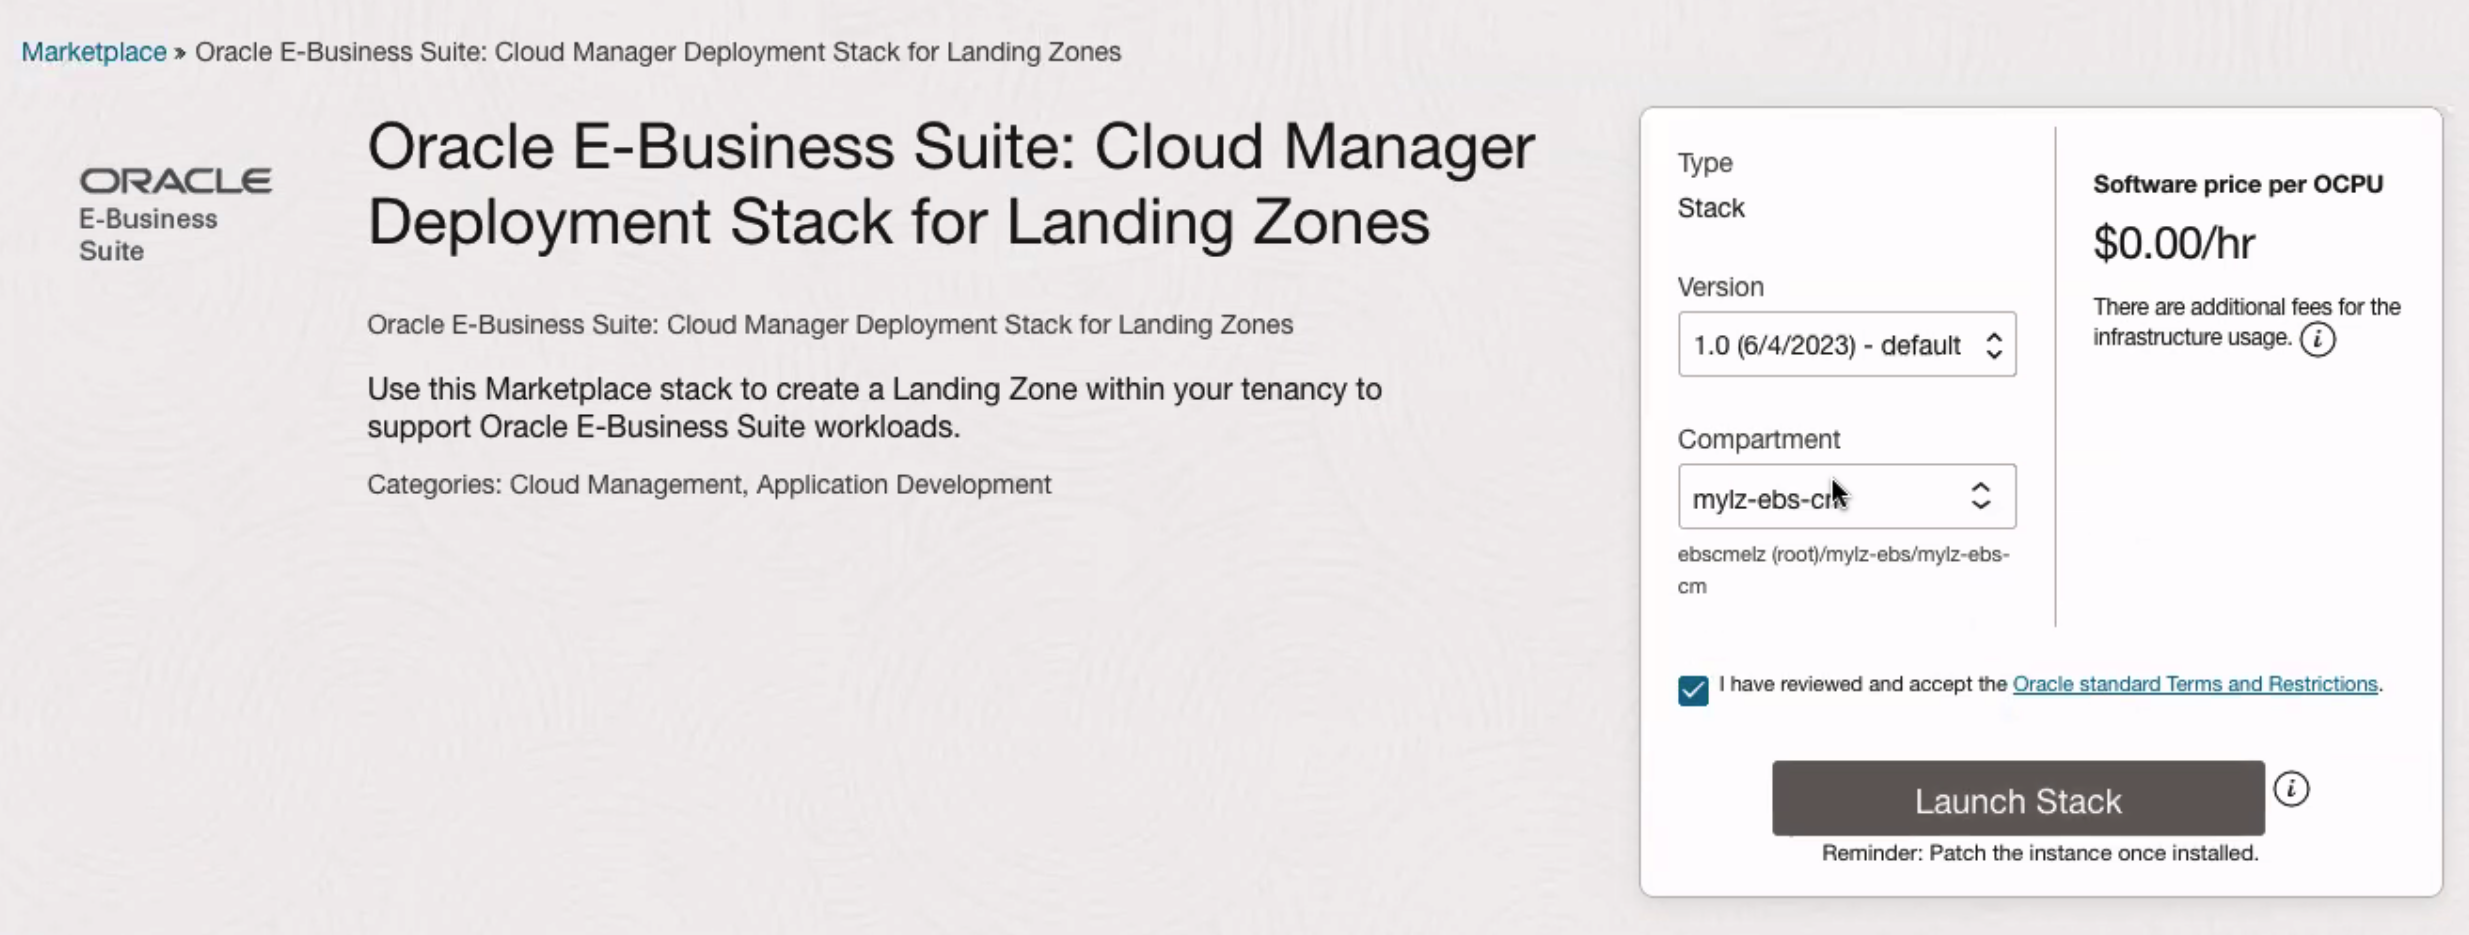 Marketplace » Oracle E-Business Suite: Cloud Manager Deployment Stack for Landing Zones
ORACLE
E-Business
Suite
Oracle E-Business Suite: Cloud Manager
Deployment Stack for Landing Zones
Oracle E-Business Suite: Cloud Manager Deployment Stack for Landing Zones
Use this Marketplace stack to create a Landing Zone within your tenancy to
support Oracle E-Business Suite workloads.
Categories: Cloud Management, Application Development
Type
Stack
Version
1.0 (6/4/2023) - default
Compartment
mylz-ebs-cm
ebscmelz (root)/mylz-ebs/mylz-ebs-
cm
Software price per OCPU
$0.00/hr
There are additional fees for the
infrastructure usage.
I have reviewed and accept the Oracle standard Terms and Restrictions.
Launch Stack
Reminder: Patch the instance once installed.